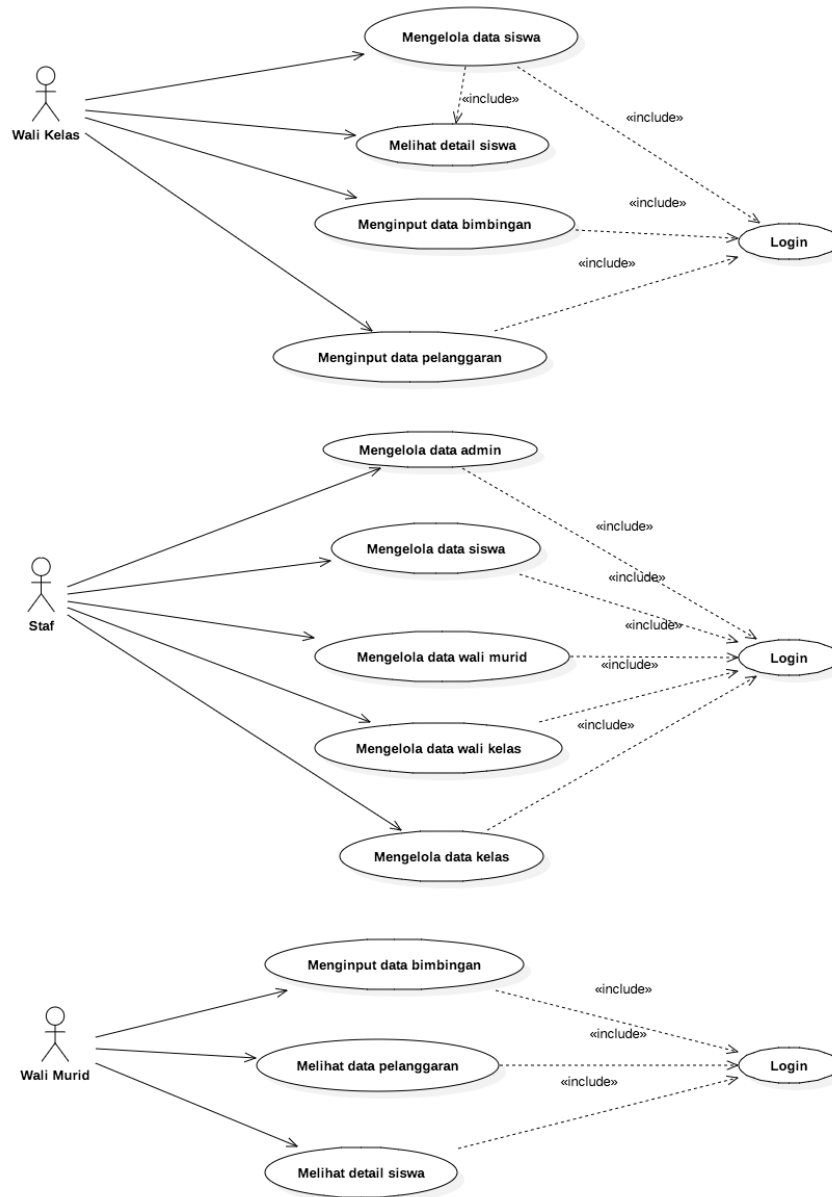 Mengelola data siswa
«include»
«include»
Wali Kelas
Melihat detail siswa
«include»
Menginput data bimbingan
Login
«include»
Menginput data pelanggaran
Mengelola data admin
«include»
Mengelola data siswa
«include»
Staf
«include»
Mengelola data wali murid
Login
«include»
«include»
Mengelola data wali kelas
Mengelola data kelas
Menginput data bimbingan
«include»
«include»
Wali Murid
Melihat data pelanggaran
Login
«include»
Melihat detail siswa